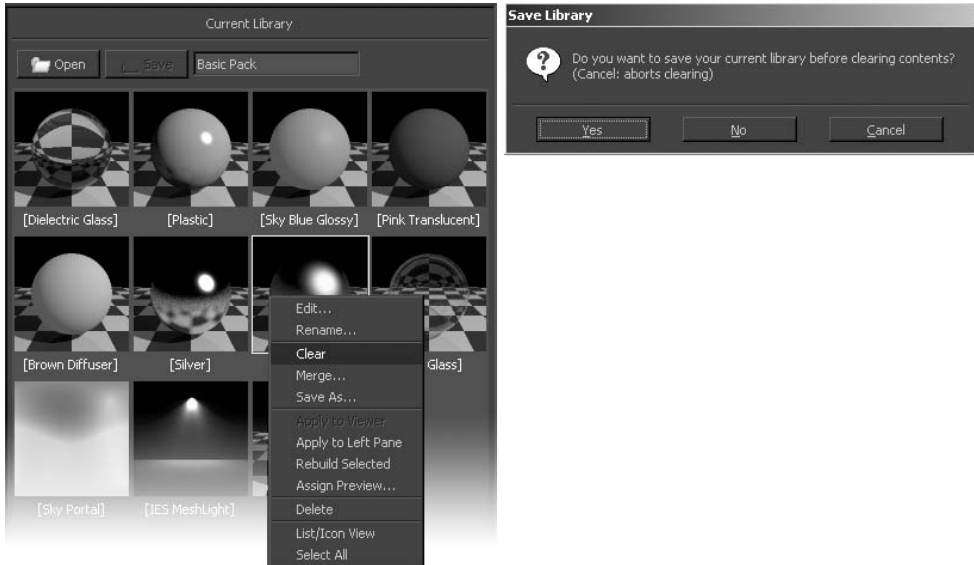 Current Library
Open
Save
Basic Pack
[Dielectric Glass]
[Plastic]
[Sky Blue Glossy]
[Pink Translucent]
[Brown Diffuser]
[Silver]
Glass]
[Sky Portal]
[IES MeshLight]
Edit...
Rename...
Clear
Merge...
Save As...
Apply to Viewer
Apply to Left Pane
Rebuild Selected
Assign Preview...
Delete
List/Icon View
Select All
Save Library
?
Do you want to save your current library before clearing contents?
(Cancel: aborts clearing)
Yes
No
Cancel